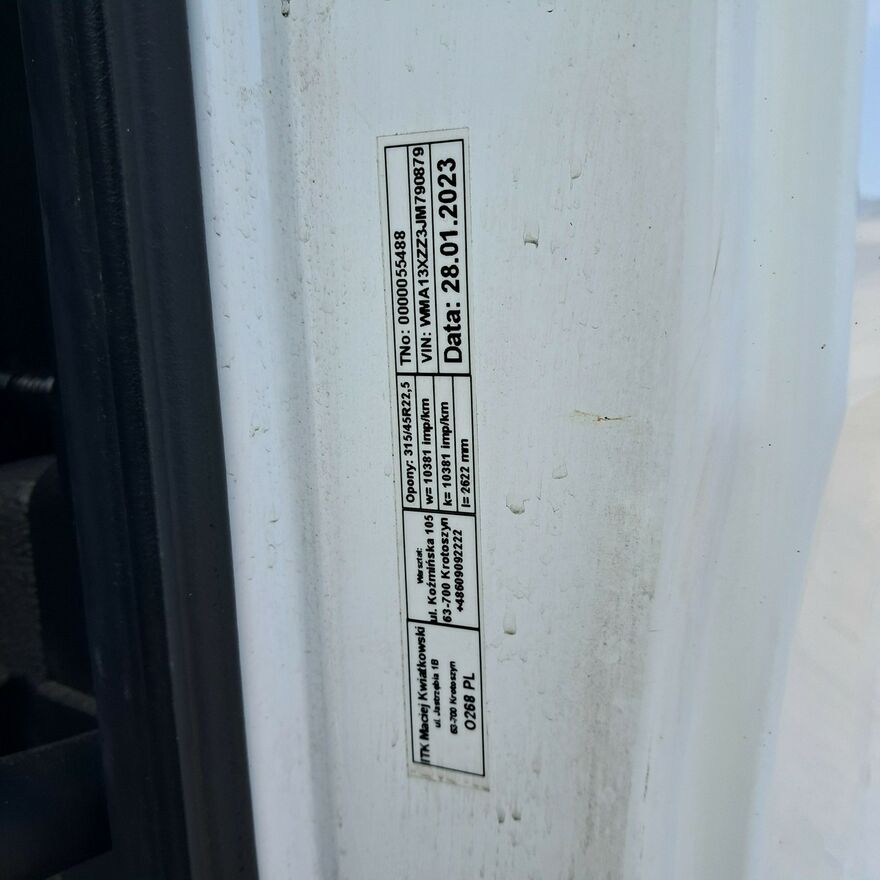 ITK Maciej Kwiatkowski
ul. Jastrzębia 1B
63-700 Krotoszyn
O268 PL
Warsztat:
ul. Koźmińska 105
63-700 Krotoszyn
+48609092222
Opony: 315/45R22,5
w= 10381 imp/km
k= 10381 imp/km
l= 2622 mm
TNo: 0000055488
VIN: WMA13XZZ3JM790879
Data: 28.01.2023